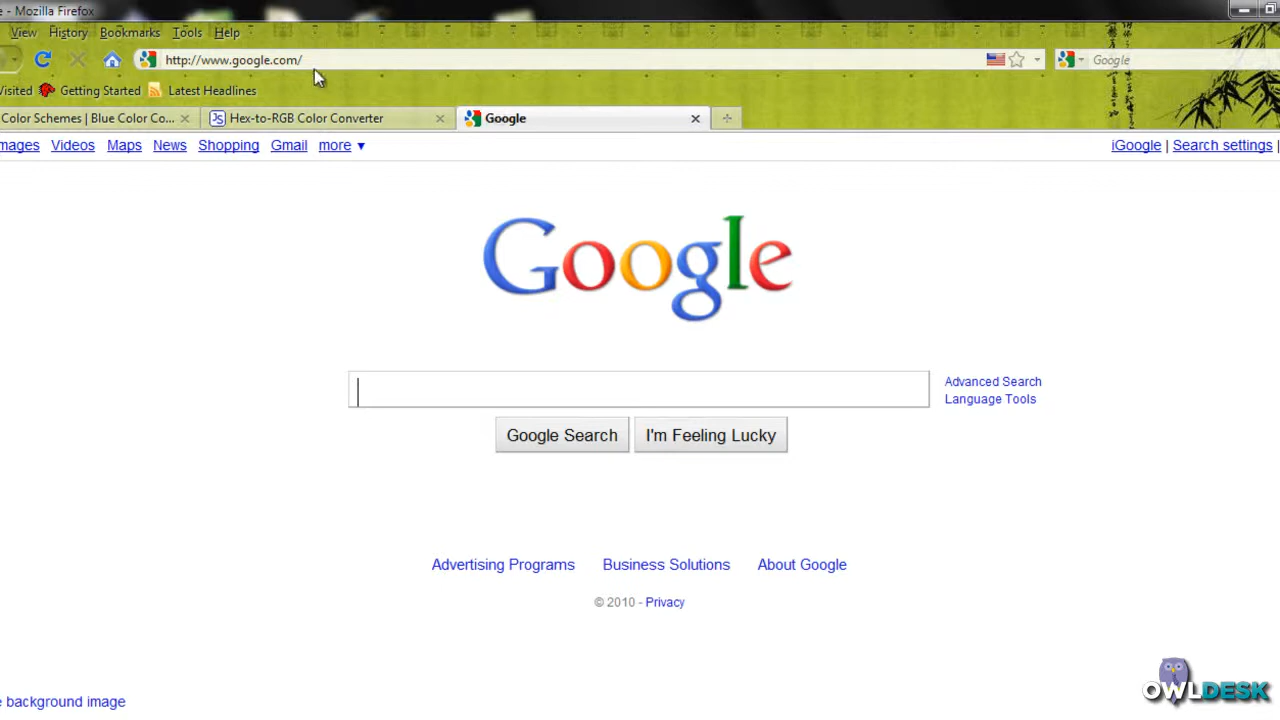 - Mozilla Firefox
View History Bookmarks Tools Help
http://www.google.com/ Google
Visited Getting Started Latest Headlines
Color Schemes | Blue Color Co... Hex-to-RGB Color Converter Google
mages Videos Maps News Shopping Gmail more ▼ iGoogle | Search settings |
Google
Advanced Search
Language Tools
Google Search I'm Feeling Lucky
Advertising Programs Business Solutions About Google
© 2010 - Privacy
background image
OWLDESK